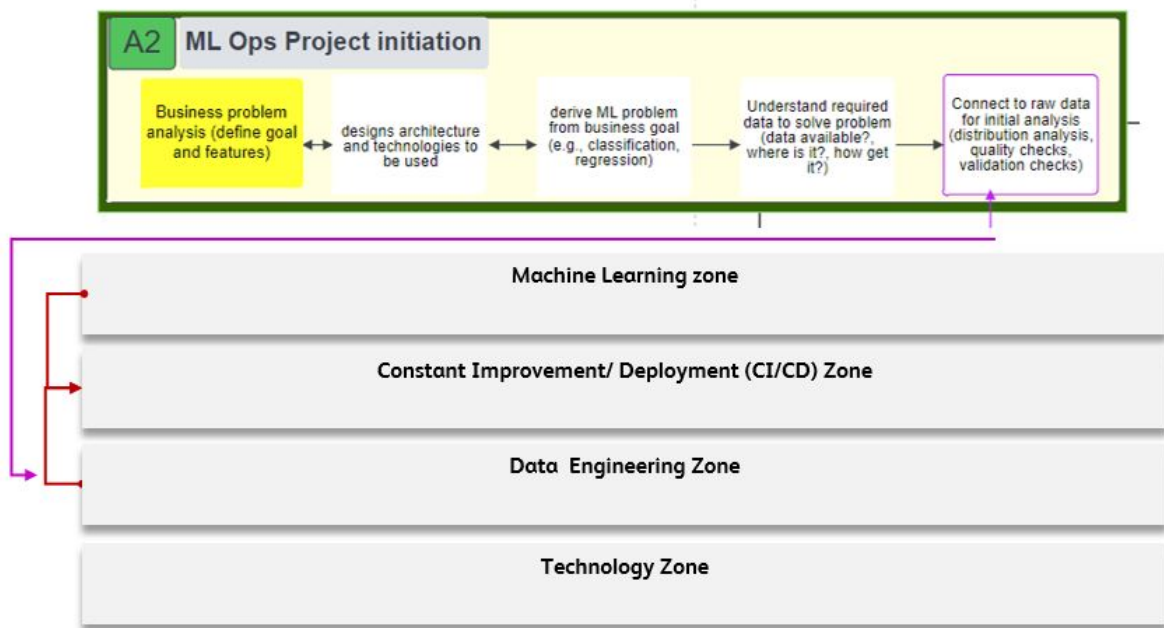 A2 ML Ops Project initiation
Business problem
analysis (define goal
and features)
designs architecture
and technologies to
be used
derive ML problem
from business goal
(e.g., classification,
regression)
Understand required
data to solve problem
(data available?,
where is it?, how get
it?)
Connect to raw data
for initial analysis
(distribution analysis,
quality checks,
validation checks)
Machine Learning zone
Constant Improvement/ Deployment (CI/CD) Zone
Data Engineering Zone
Technology Zone